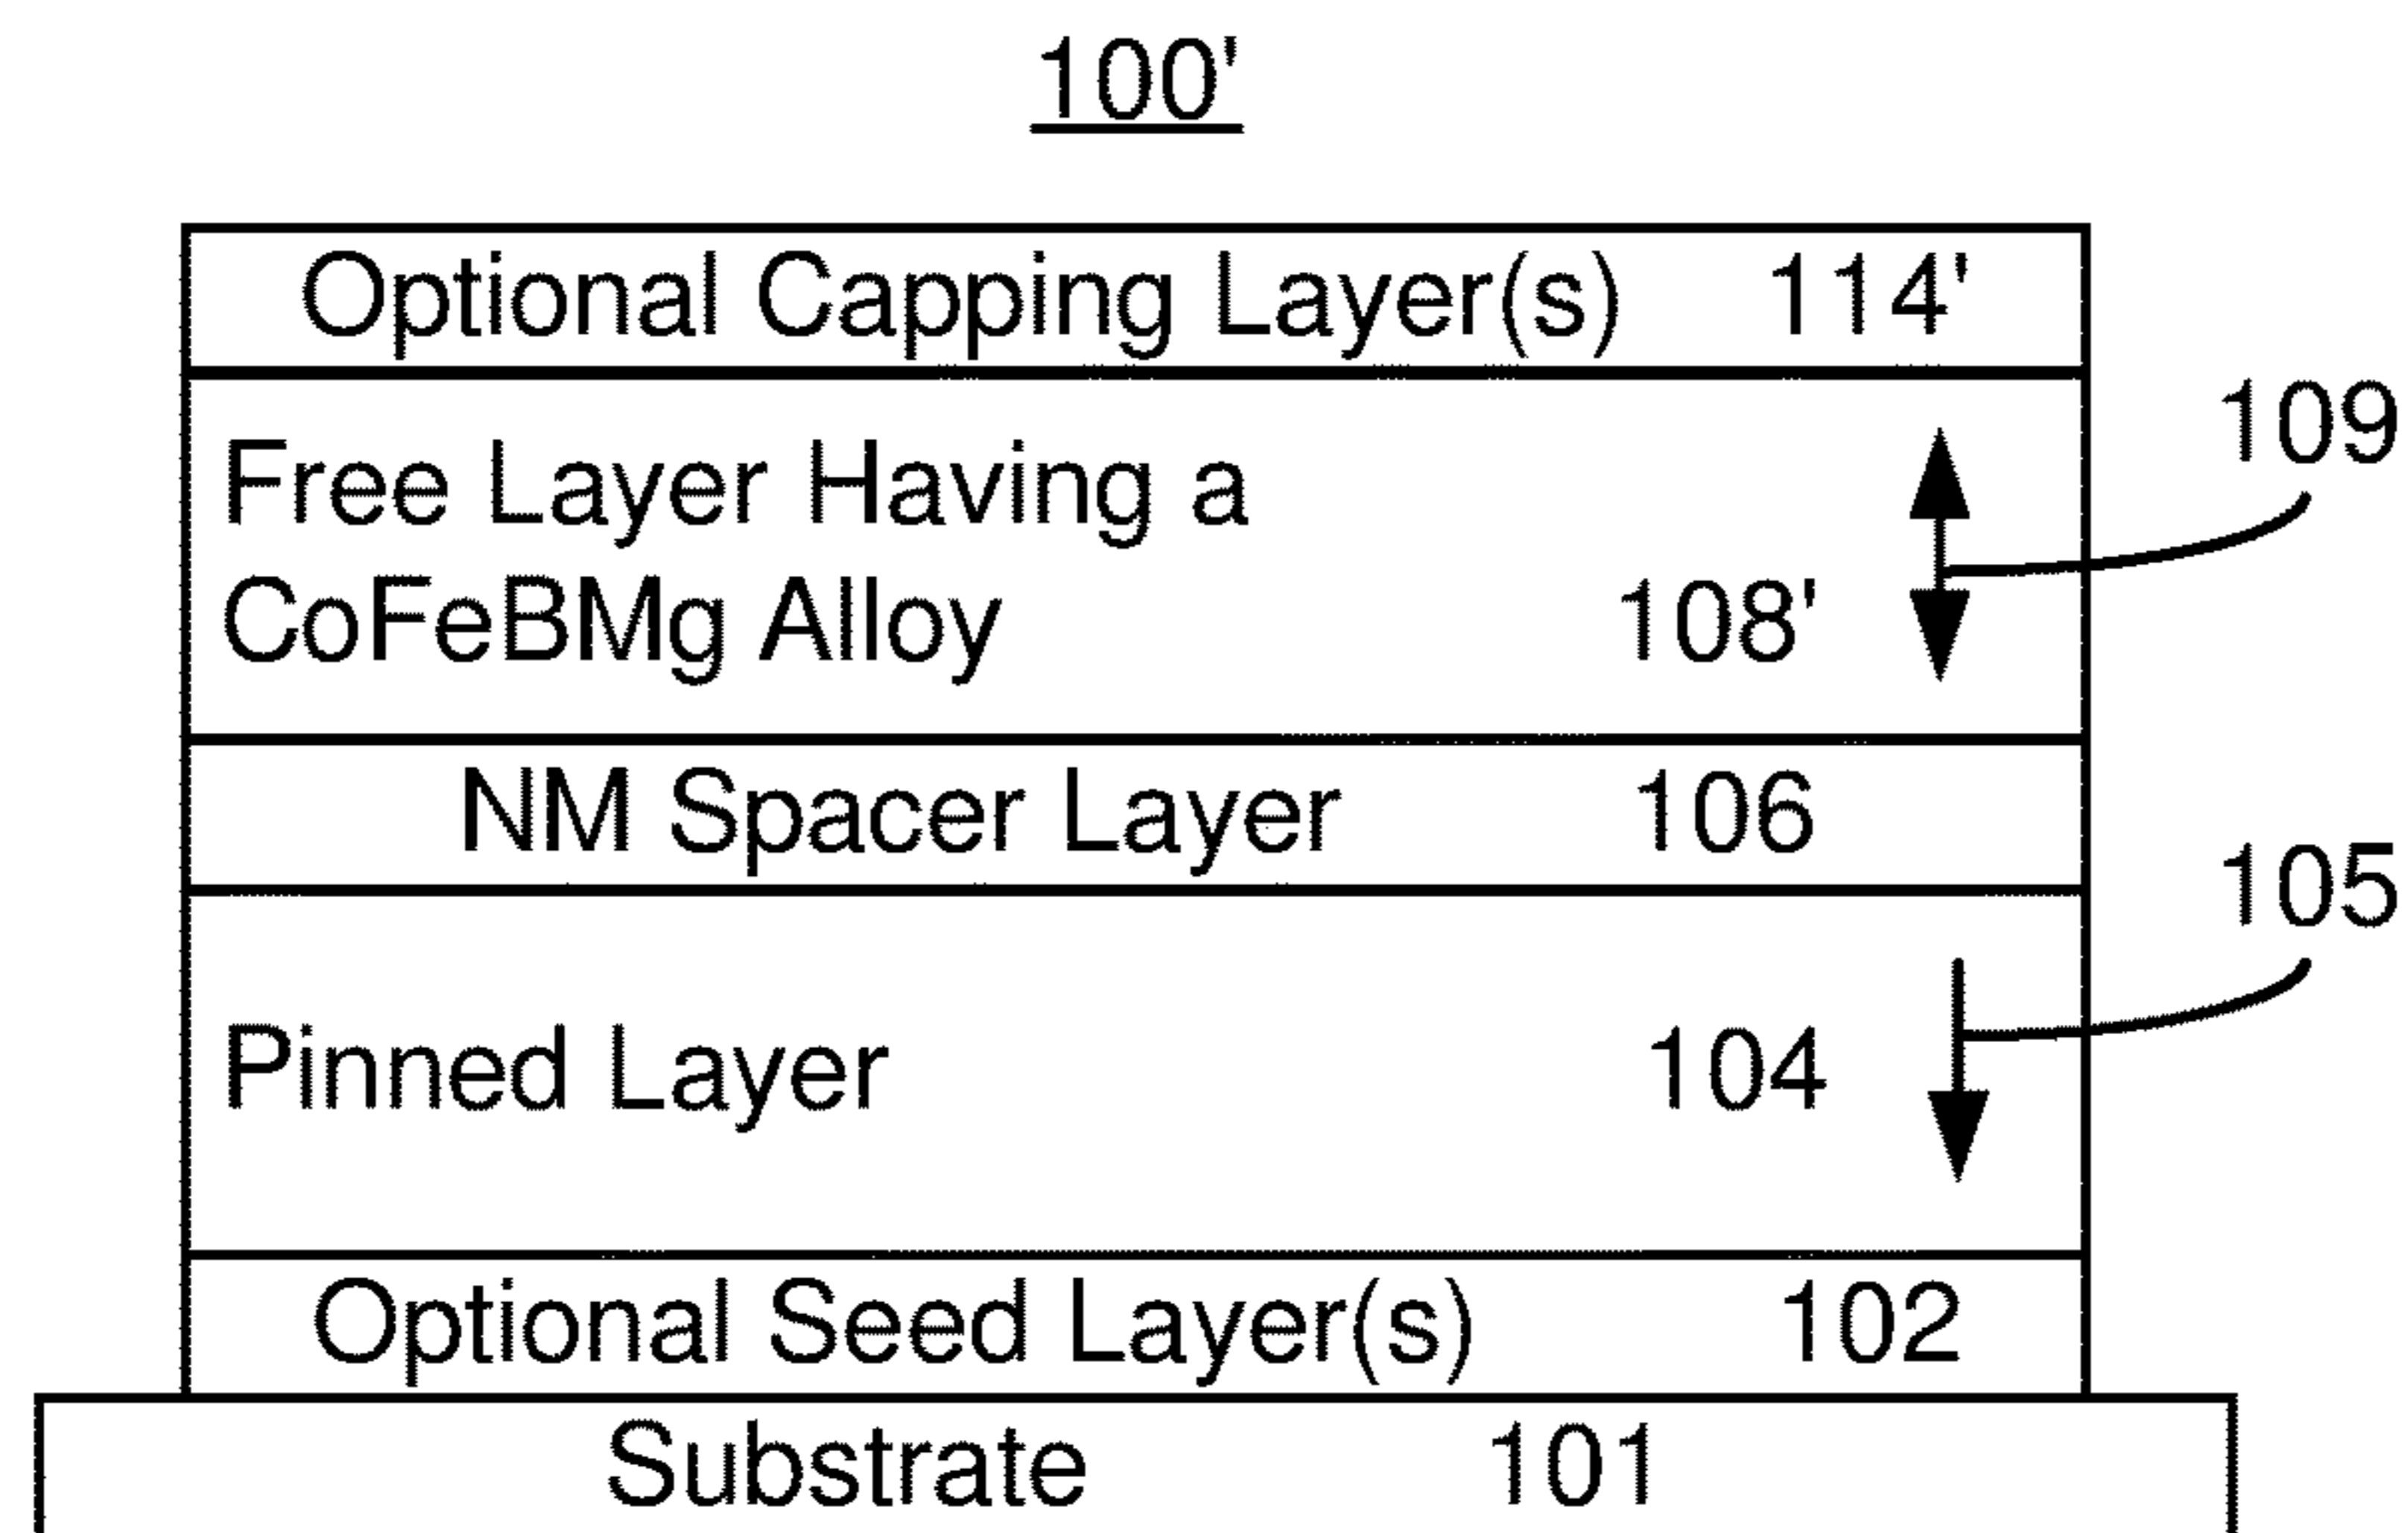 100'
Optional Capping Layer(s) 114'
109
Free Layer Having a
CoFeBMg Alloy 108'
NM Spacer Layer 106
105
Pinned Layer 104
Optional Seed Layer(s) 102
Substrate 101